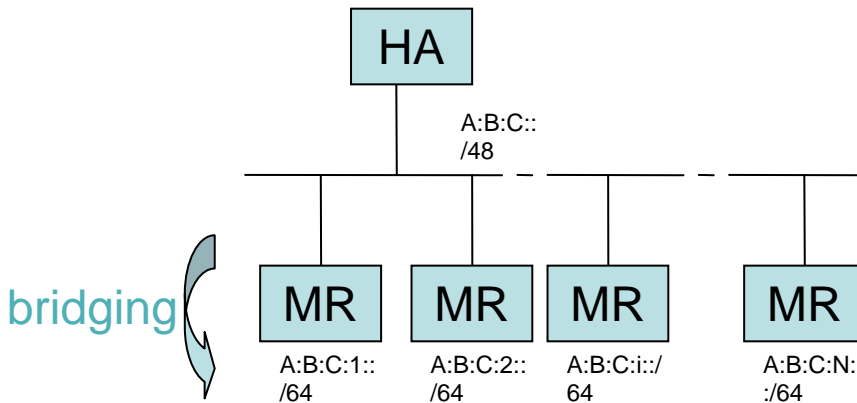 HA
A:B:C::
/48
bridging
MR
MR
MR
MR
A:B:C:1::
/64
A:B:C:2::
/64
A:B:C:i::/
64
A:B:C:N:
:/64